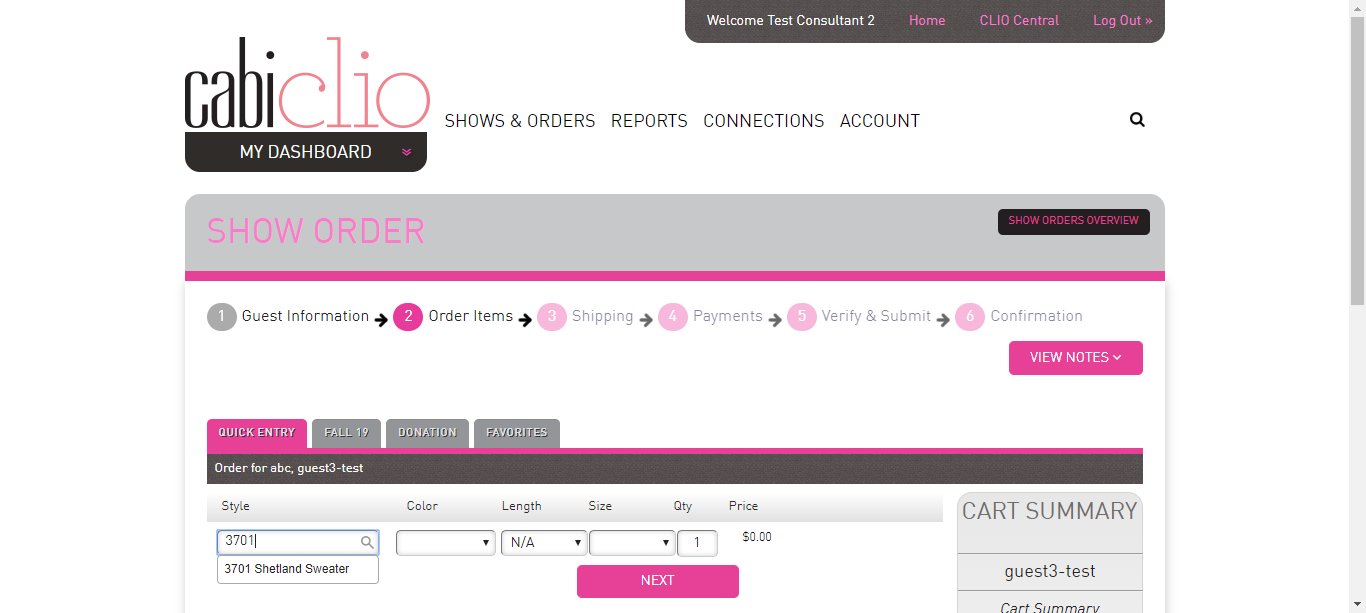 Welcome Test Consultant 2 Home CLIO Central Log Out »
cabiclio
SHOWS & ORDERS REPORTS CONNECTIONS ACCOUNT
MY DASHBOARD
SHOW ORDER
SHOW ORDERS OVERVIEW
1 Guest Information 2 Order Items 3 Shipping 4 Payments 5 Verify & Submit 6 Confirmation
VIEW NOTES
QUICK ENTRY FALL 19 DONATION FAVORITES
Order for abc, guest3-test
Style Color Length Size Qty Price
CART SUMMARY
3701 N/A 1 $0.00
3701 Shetland Sweater
guest3-test
NEXT
Cart Summary